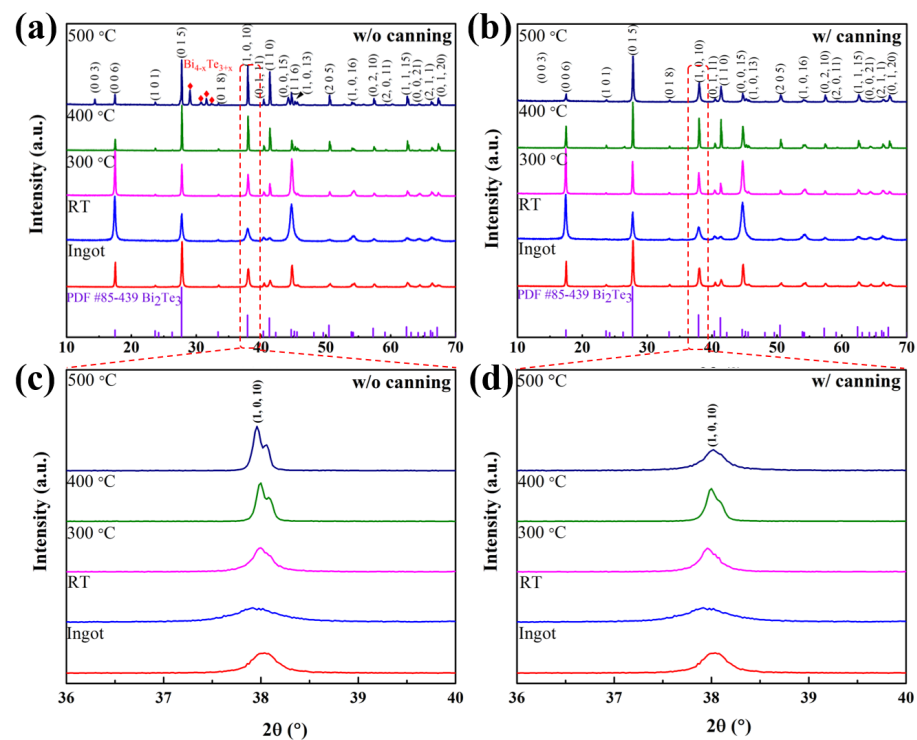 (a)
500 °C
w/o canning
(0 0 3)
(0 0 6)
(1 0 1)
(0 1 5)
Bi4-xTe3+x
(0 1 8)
(1, 0, 10)
(0, 1, 11)
(1 1 0)
(0, 0, 15)
(1 1 6)
(1, 0, 13)
(2 0 5)
(1, 0, 16)
(0, 2, 10)
(2, 0, 11)
(1, 1, 15)
(0, 0, 21)
(2, 1, 1)
(0, 1, 20)
400 °C
300 °C
RT
Ingot
PDF #85-439 Bi2Te3
Intensity (a.u.)
10 20 30 40 50 60 70
(b)
500 °C
w/ canning
(0 0 3)
(0 0 6)
(1 0 1)
(0 1 5)
(0 1 8)
(1, 0, 10)
(0, 1, 11)
(1 1 0)
(0, 0, 15)
(1, 0, 13)
(2 0 5)
(1, 0, 16)
(0, 2, 10)
(2, 0, 11)
(1, 1, 15)
(0, 0, 21)
(2, 1, 1)
(0, 1, 20)
400 °C
300 °C
RT
Ingot
PDF #85-439 Bi2Te3
Intensity (a.u.)
10 20 30 40 50 60 70
(c)
500 °C
w/o canning
(1, 0, 10)
400 °C
300 °C
RT
Ingot
Intensity (a.u.)
36 37 38 39 40
2θ (°)
(d)
500 °C
w/ canning
(1, 0, 10)
400 °C
300 °C
RT
Ingot
Intensity (a.u.)
36 37 38 39 40
2θ (°)